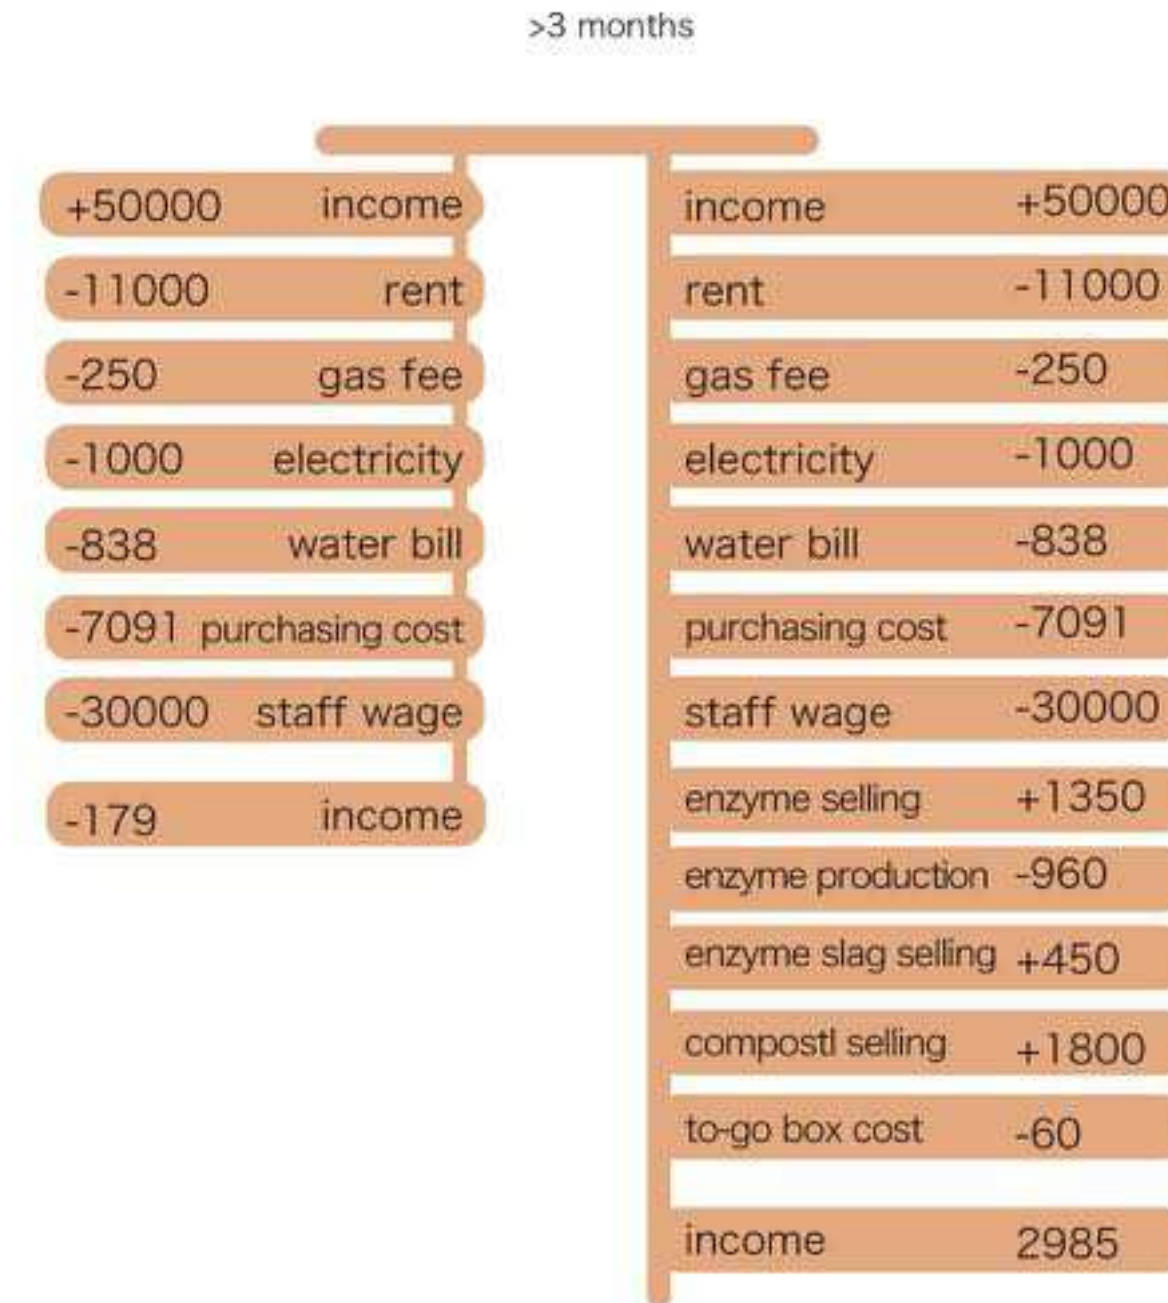 >3 months
+50000 income
-11000 rent
-250 gas fee
-1000 electricity
-838 water bill
-7091 purchasing cost
-30000 staff wage
-179 income
income +50000
rent -11000
gas fee -250
electricity -1000
water bill -838
purchasing cost -7091
staff wage -30000
enzyme selling +1350
enzyme production -960
enzyme slag selling +450
compostl selling +1800
to-go box cost -60
income 2985